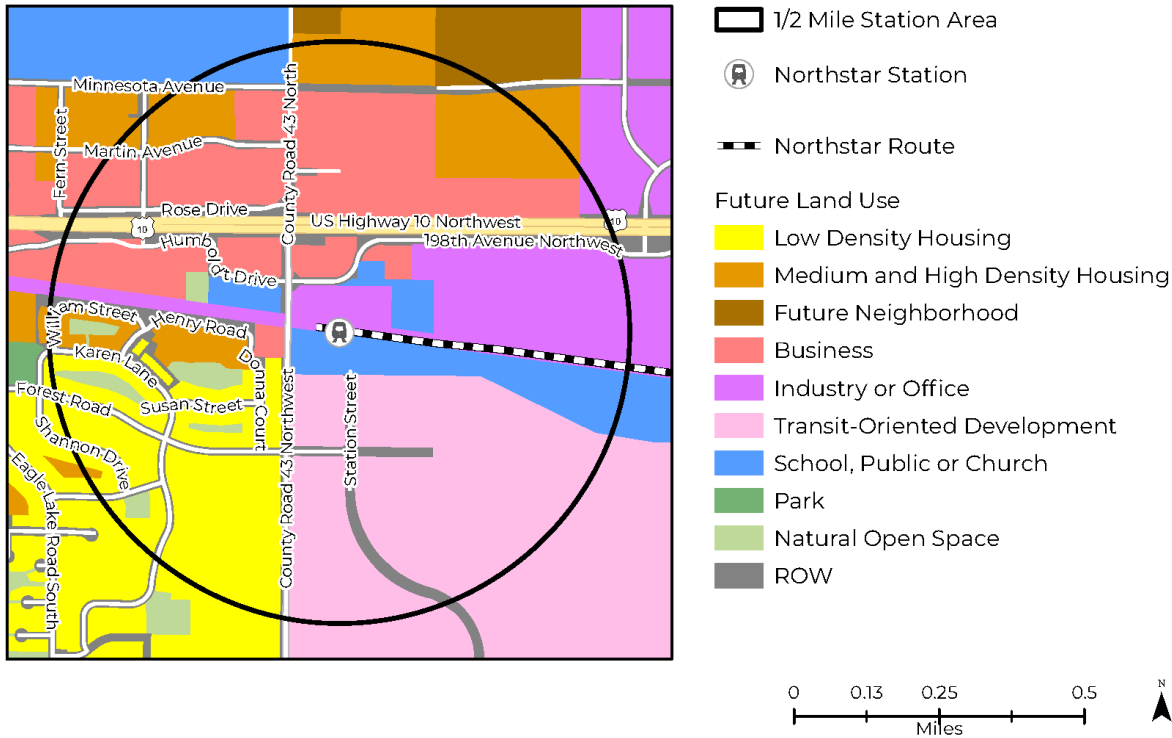 Minnesota Avenue
Fern Street
Martin Avenue
County Road 43 North
Rose Drive
US Highway 10 Northwest
10
10
198th Avenue Northwest
Humboldt Drive
William Street
Henry Road
Karen Lane
Donna Court
Forest Road
Susan Street
Shannon Drive
Eagle Lake Road South
County Road 43 Northwest
Station Street
1/2 Mile Station Area
Northstar Station
Northstar Route
Future Land Use
Low Density Housing
Medium and High Density Housing
Future Neighborhood
Business
Industry or Office
Transit-Oriented Development
School, Public or Church
Park
Natural Open Space
ROW
0 0.13 0.25 0.5
Miles
N